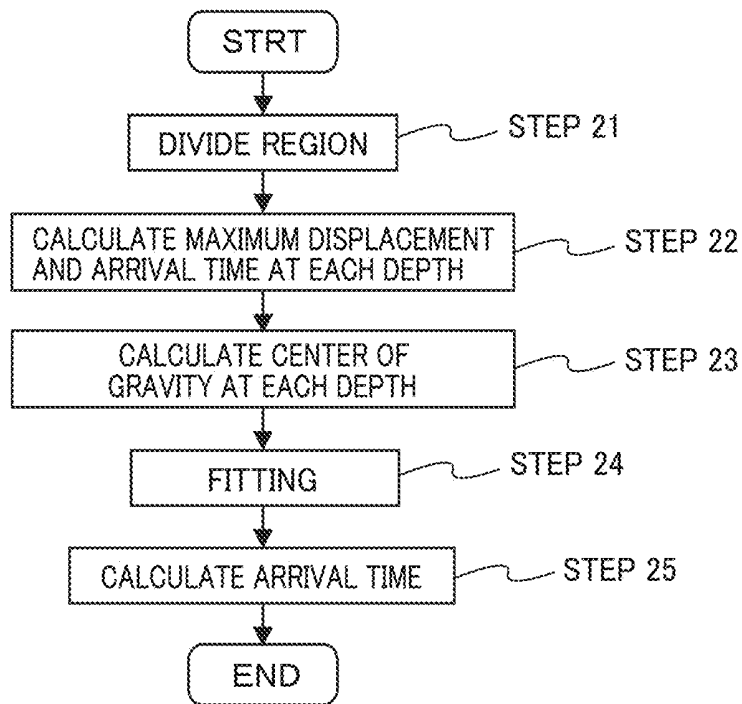 STRT
DIVIDE REGION
STEP 21
CALCULATE MAXIMUM DISPLACEMENT
AND ARRIVAL TIME AT EACH DEPTH
STEP 22
CALCULATE CENTER OF
GRAVITY AT EACH DEPTH
STEP 23
FITTING
STEP 24
CALCULATE ARRIVAL TIME
STEP 25
END